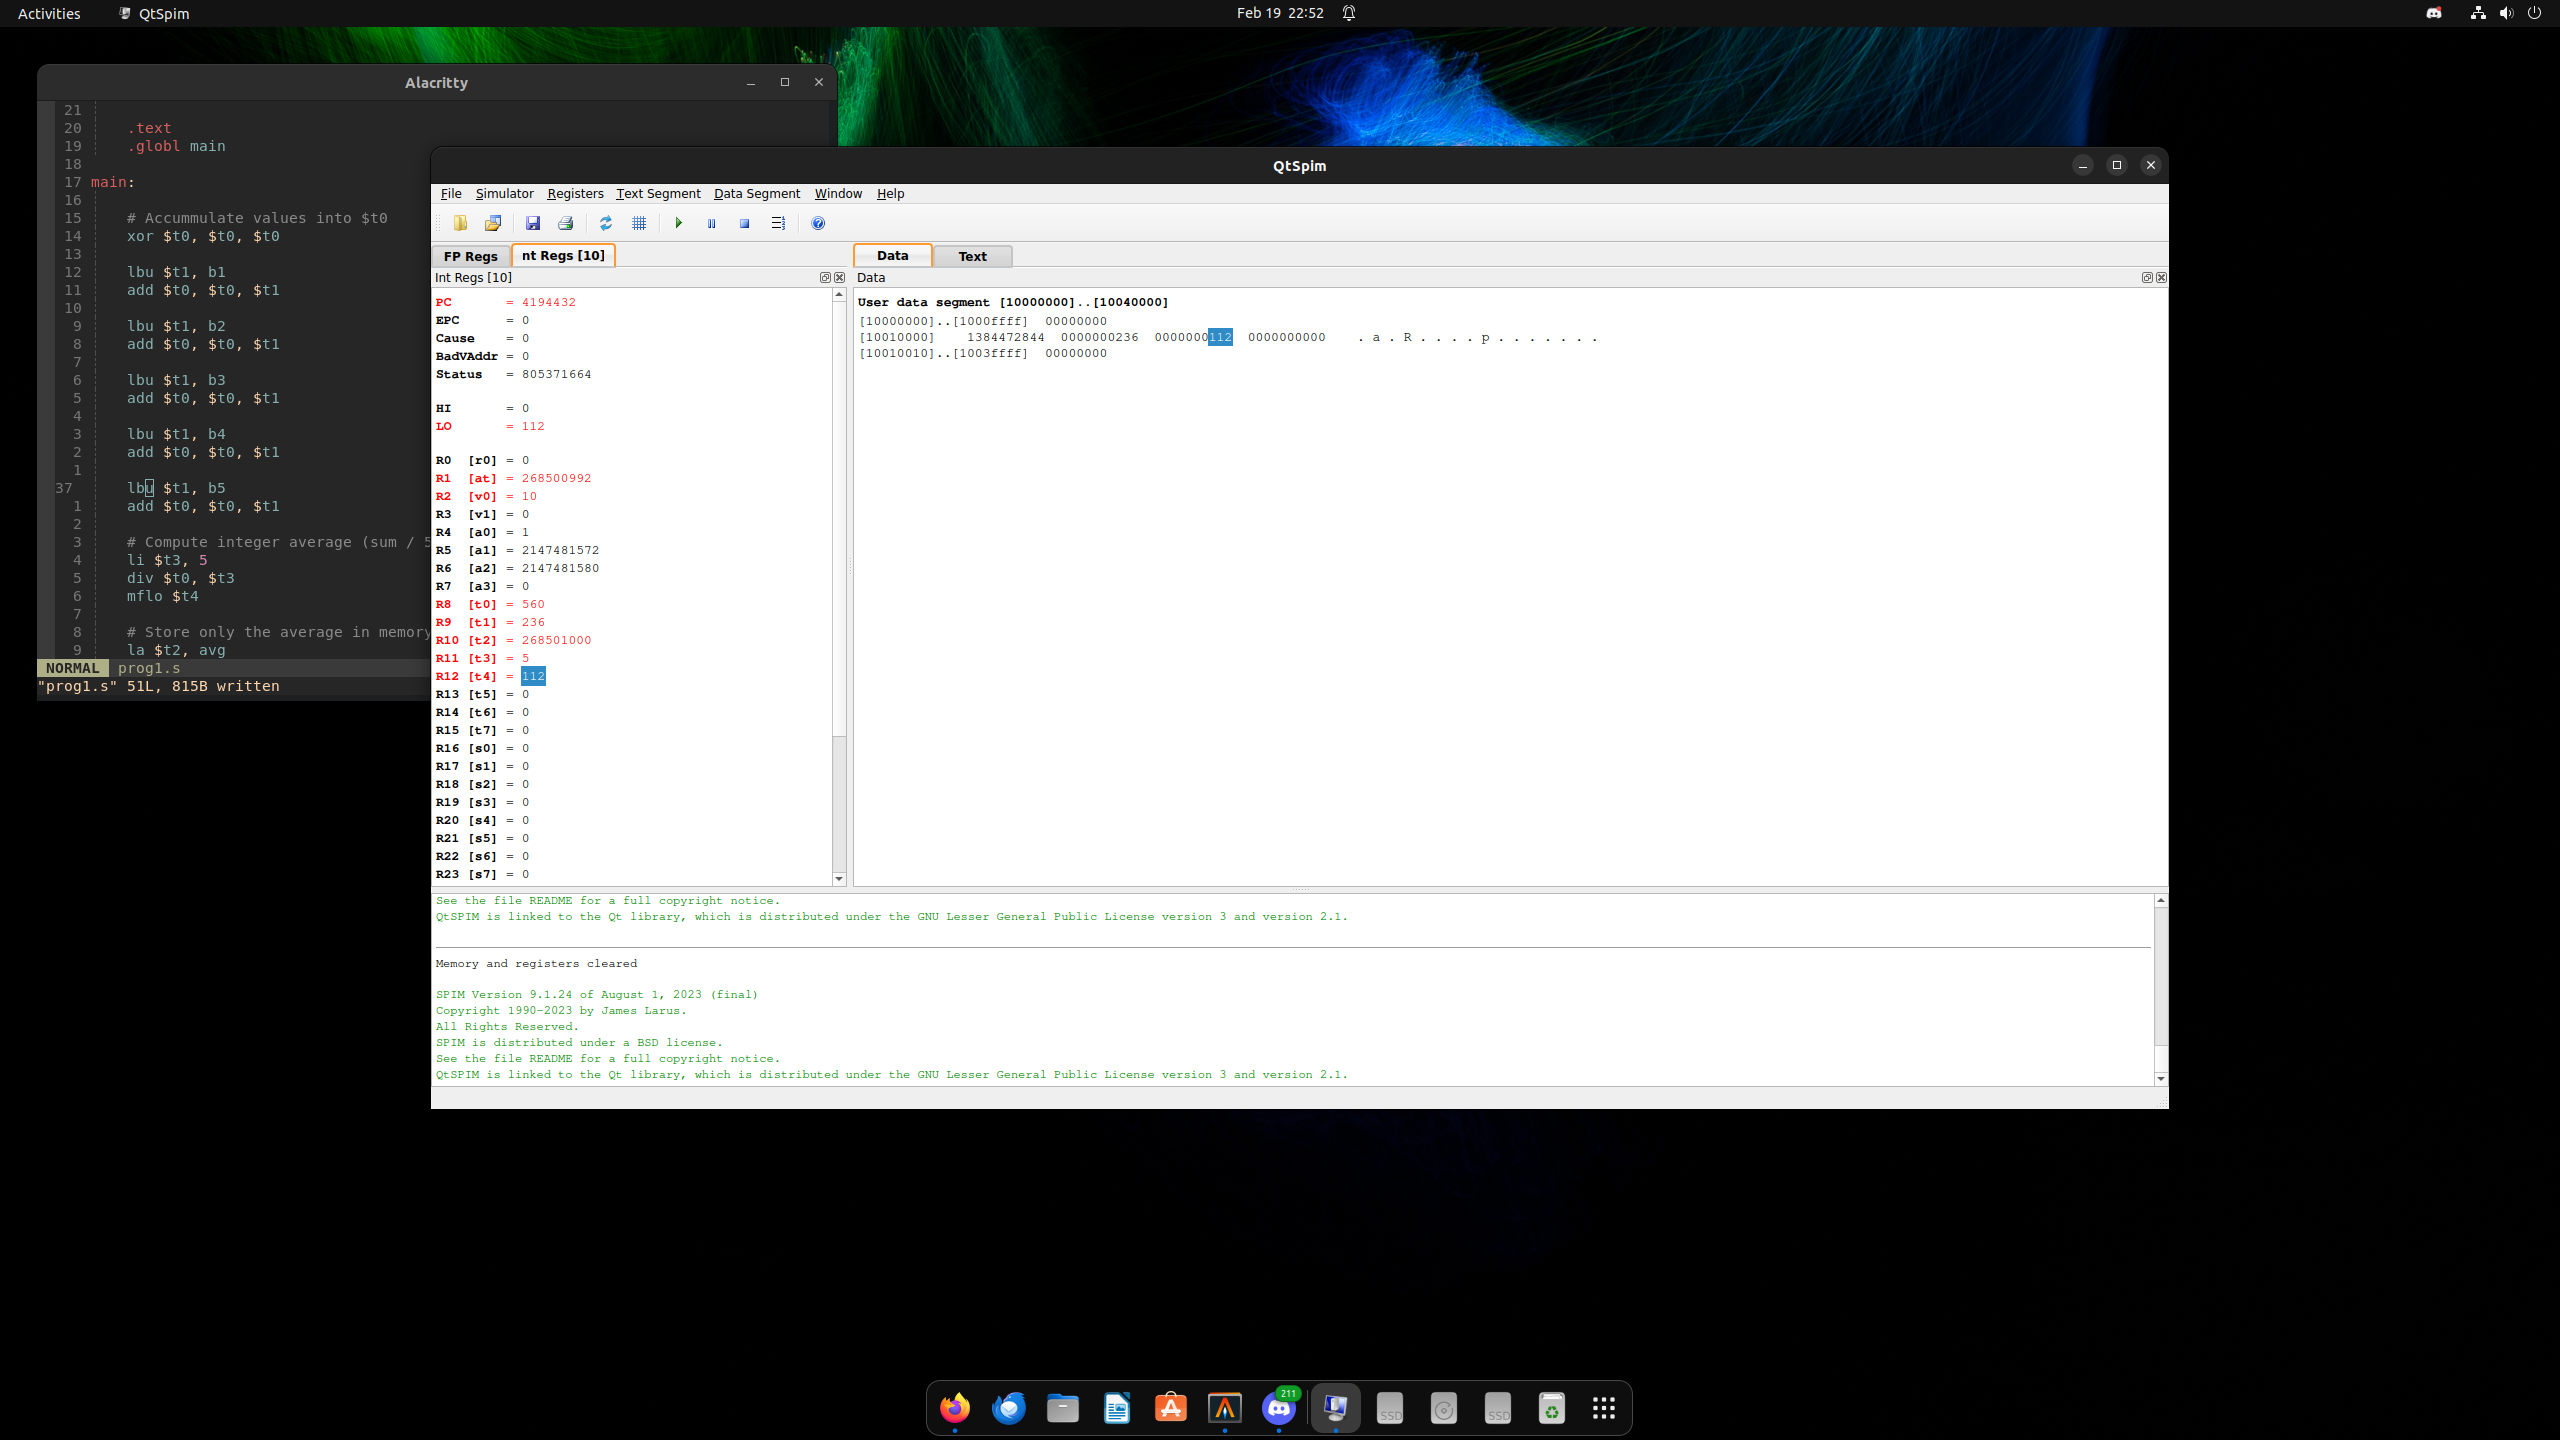 Activities QtSpim Feb 19 22:52
Alacritty
21
20 .text
19 .globl main
18
17 main:
16
15 # Accummulate values into $t0
14 xor $t0, $t0, $t0
13
12 lbu $t1, b1
11 add $t0, $t0, $t1
10
9 lbu $t1, b2
8 add $t0, $t0, $t1
7
6 lbu $t1, b3
5 add $t0, $t0, $t1
4
3 lbu $t1, b4
2 add $t0, $t0, $t1
1
37 lbu $t1, b5
1 add $t0, $t0, $t1
2
3 # Compute integer average (sum / 5
4 li $t3, 5
5 div $t0, $t3
6 mflo $t4
7
8 # Store only the average in memory
9 la $t2, avg
NORMAL prog1.s
"prog1.s" 51L, 815B written
QtSpim
File Simulator Registers Text Segment Data Segment Window Help
FP Regs nt Regs [10]
Int Regs [10]
PC = 4194432
EPC = 0
Cause = 0
BadVAddr = 0
Status = 805371664
HI = 0
LO = 112
R0 [r0] = 0
R1 [at] = 268500992
R2 [v0] = 10
R3 [v1] = 0
R4 [a0] = 1
R5 [a1] = 2147481572
R6 [a2] = 2147481580
R7 [a3] = 0
R8 [t0] = 560
R9 [t1] = 236
R10 [t2] = 268501000
R11 [t3] = 5
R12 [t4] = 112
R13 [t5] = 0
R14 [t6] = 0
R15 [t7] = 0
R16 [s0] = 0
R17 [s1] = 0
R18 [s2] = 0
R19 [s3] = 0
R20 [s4] = 0
R21 [s5] = 0
R22 [s6] = 0
R23 [s7] = 0
Data Text
Data
User data segment [10000000]..[10040000]
[10000000]..[1000ffff] 00000000
[10010000] 1384472844 0000000236 0000000112 0000000000 . a . R . . . . p . . . . . . .
[10010010]..[1003ffff] 00000000
See the file README for a full copyright notice.
QtSPIM is linked to the Qt library, which is distributed under the GNU Lesser General Public License version 3 and version 2.1.
Memory and registers cleared
SPIM Version 9.1.24 of August 1, 2023 (final)
Copyright 1990-2023 by James Larus.
All Rights Reserved.
SPIM is distributed under a BSD license.
See the file README for a full copyright notice.
QtSPIM is linked to the Qt library, which is distributed under the GNU Lesser General Public License version 3 and version 2.1.
211
SSD
SSD